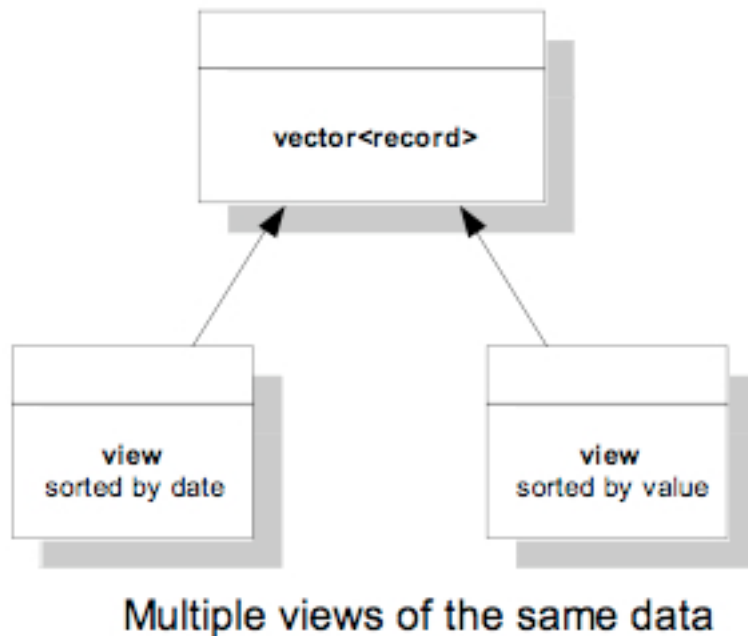 vector<record>
view
sorted by date
view
sorted by value
Multiple views of the same data